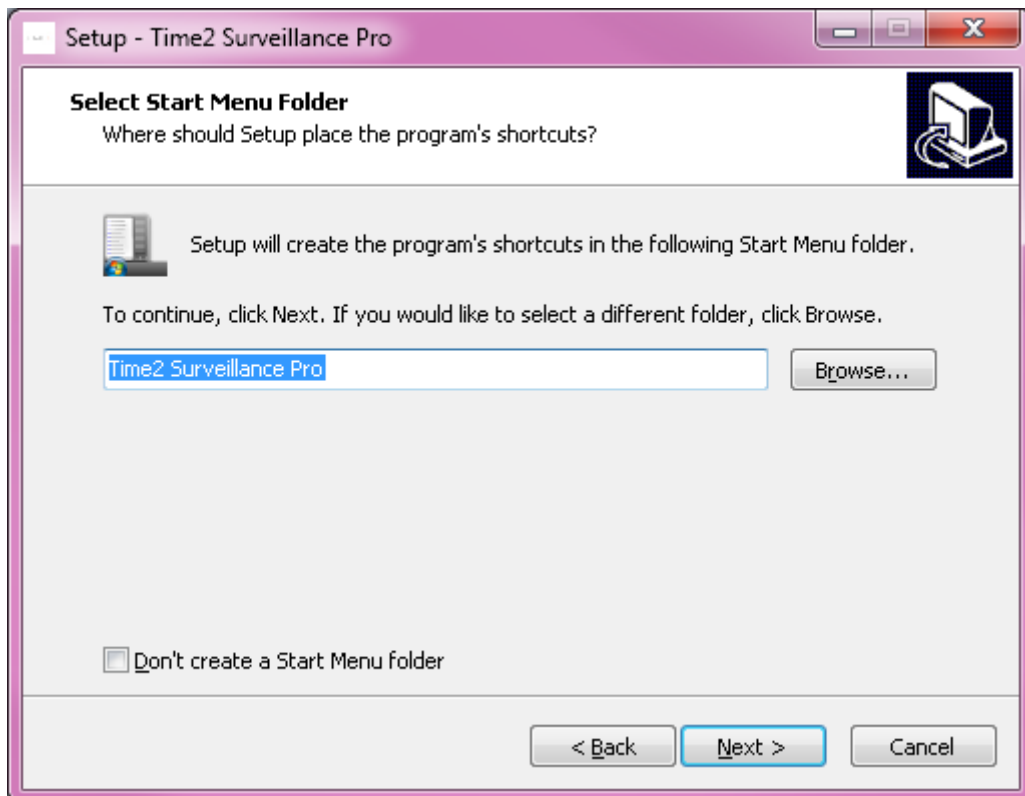 Setup - Time2 Surveillance Pro
Select Start Menu Folder
Where should Setup place the program's shortcuts?
Setup will create the program's shortcuts in the following Start Menu folder.
To continue, click Next. If you would like to select a different folder, click Browse.
Time2 Surveillance Pro
Browse...
Don't create a Start Menu folder
< Back Next > Cancel